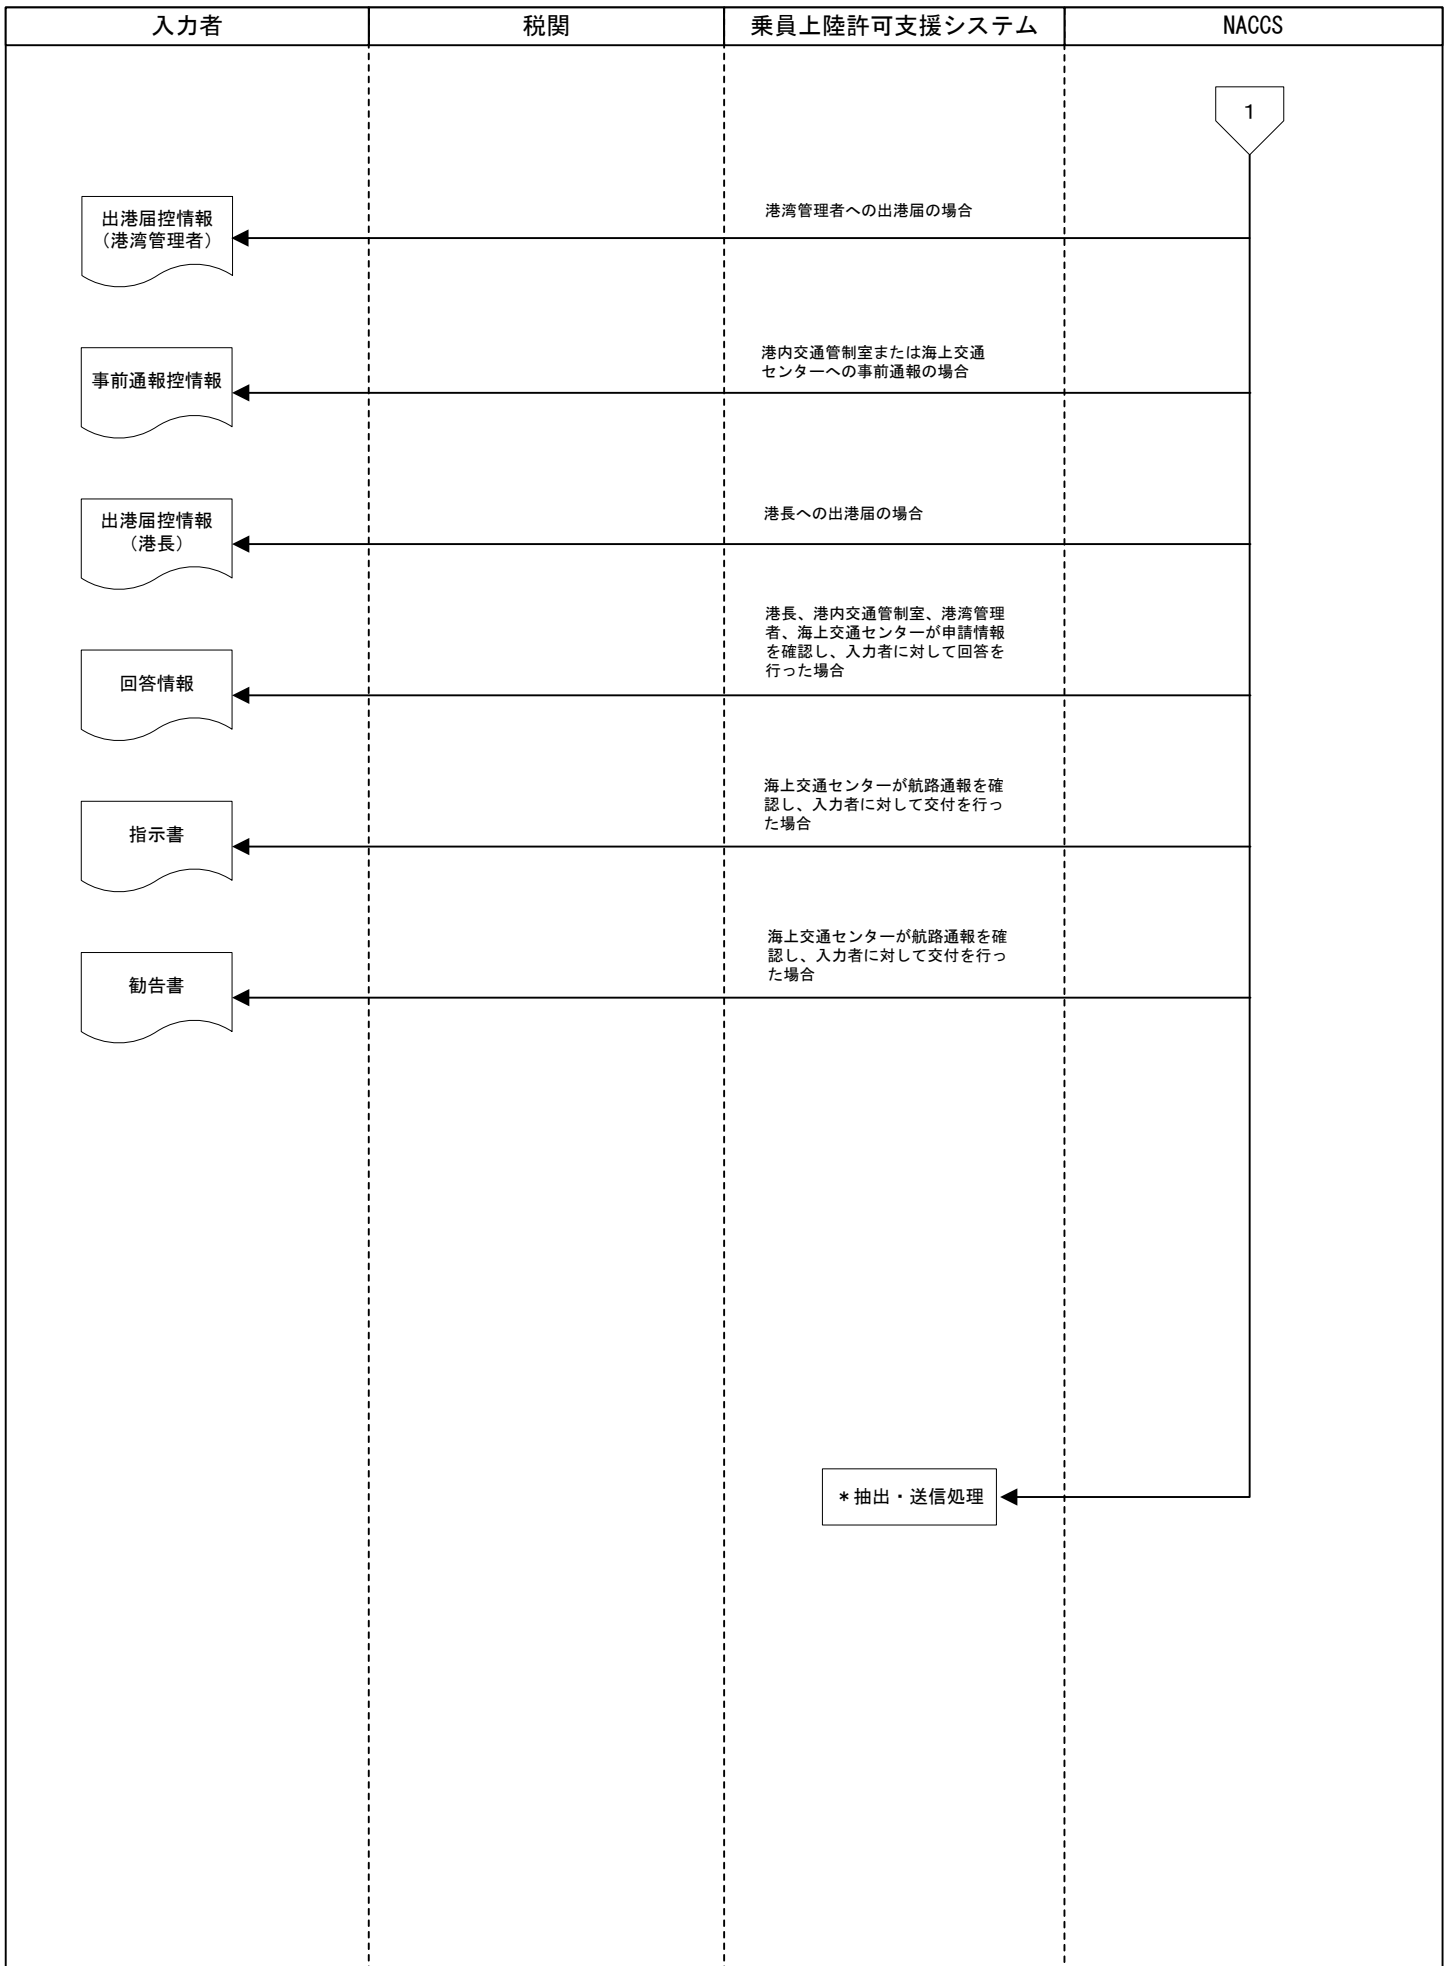 入力者
税関
乗員上陸許可支援システム
NACCS
1
港湾管理者への出港届の場合
出港届控情報
（港湾管理者）
港内交通管制室または海上交通
センターへの事前通報の場合
事前通報控情報
港長への出港届の場合
出港届控情報
（港長）
港長、港内交通管制室、港湾管理
者、海上交通センターが申請情報
を確認し、入力者に対して回答を
行った場合
回答情報
海上交通センターが航路通報を確
認し、入力者に対して交付を行っ
た場合
指示書
海上交通センターが航路通報を確
認し、入力者に対して交付を行っ
た場合
勧告書
＊抽出・送信処理